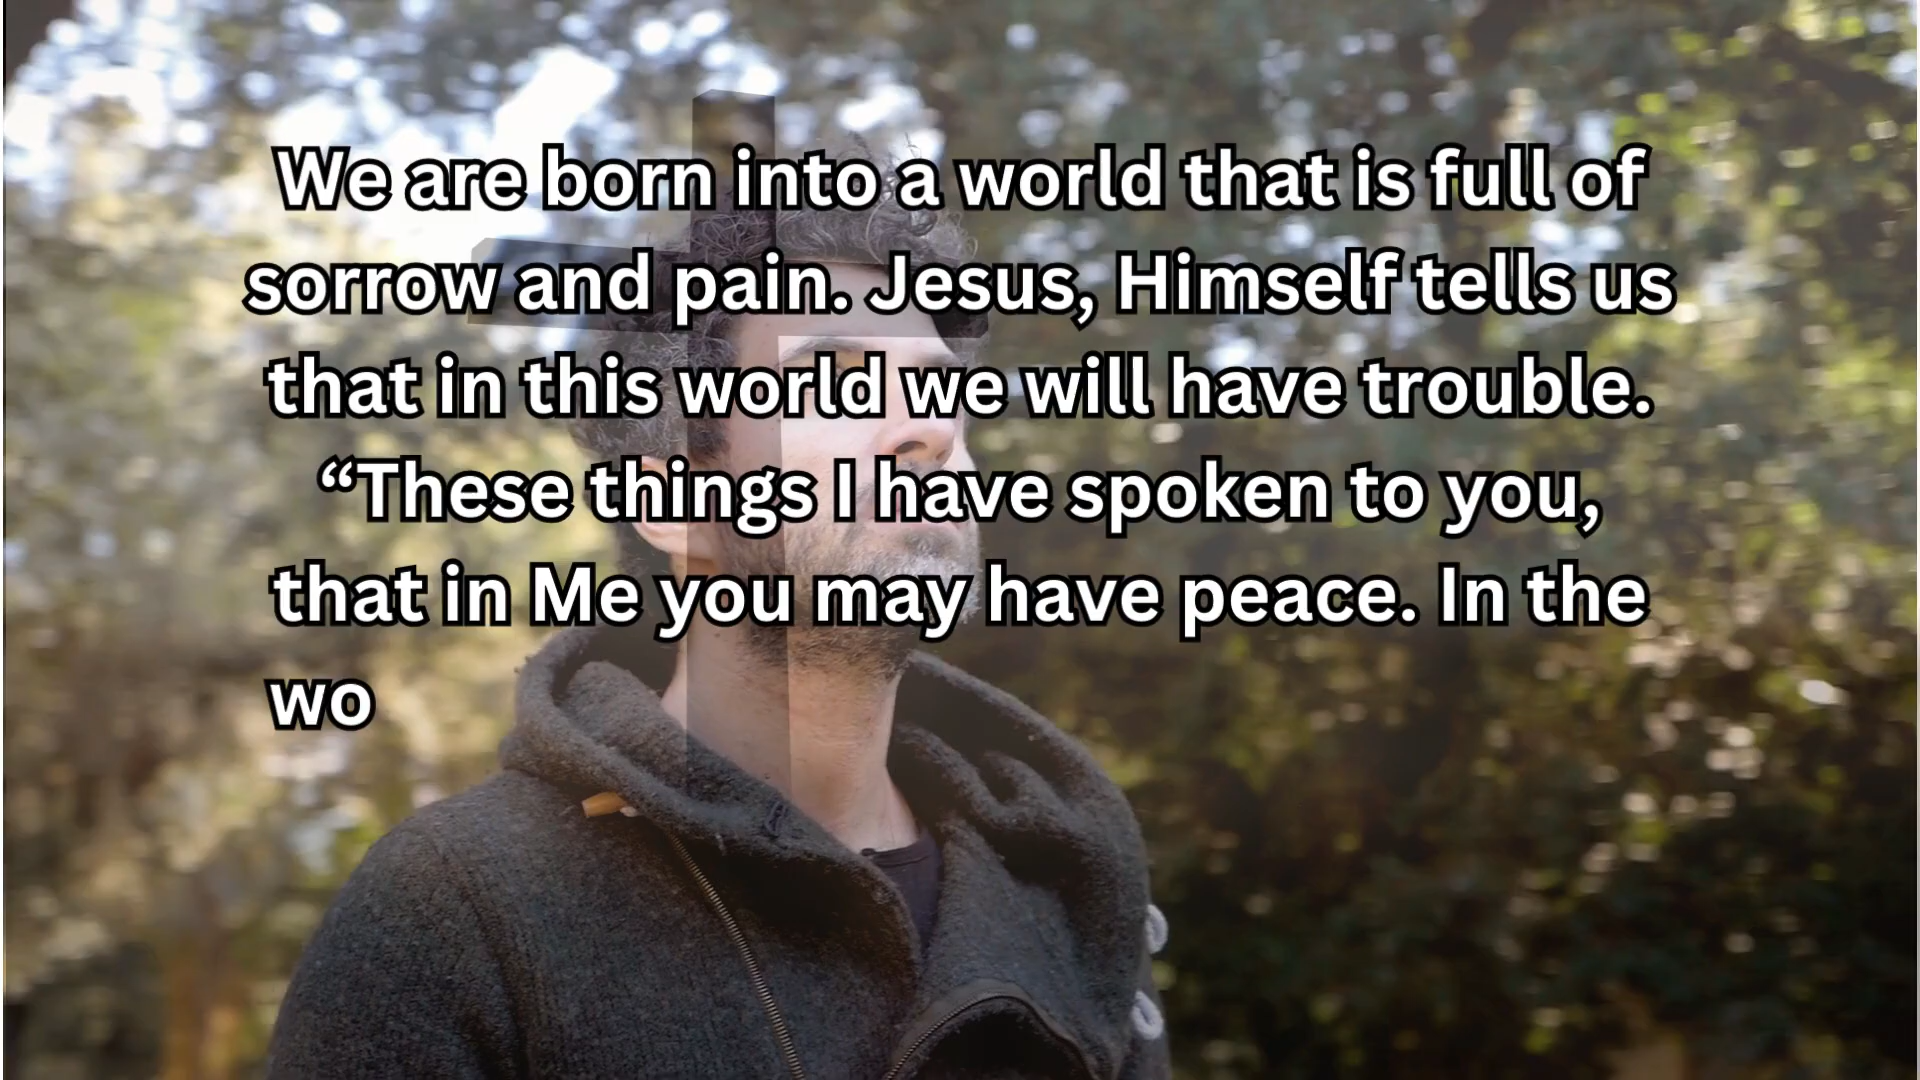 We are born into a world that is full of
sorrow and pain. Jesus, Himself tells us
that in this world we will have trouble.
“These things I have spoken to you,
that in Me you may have peace. In the
wo